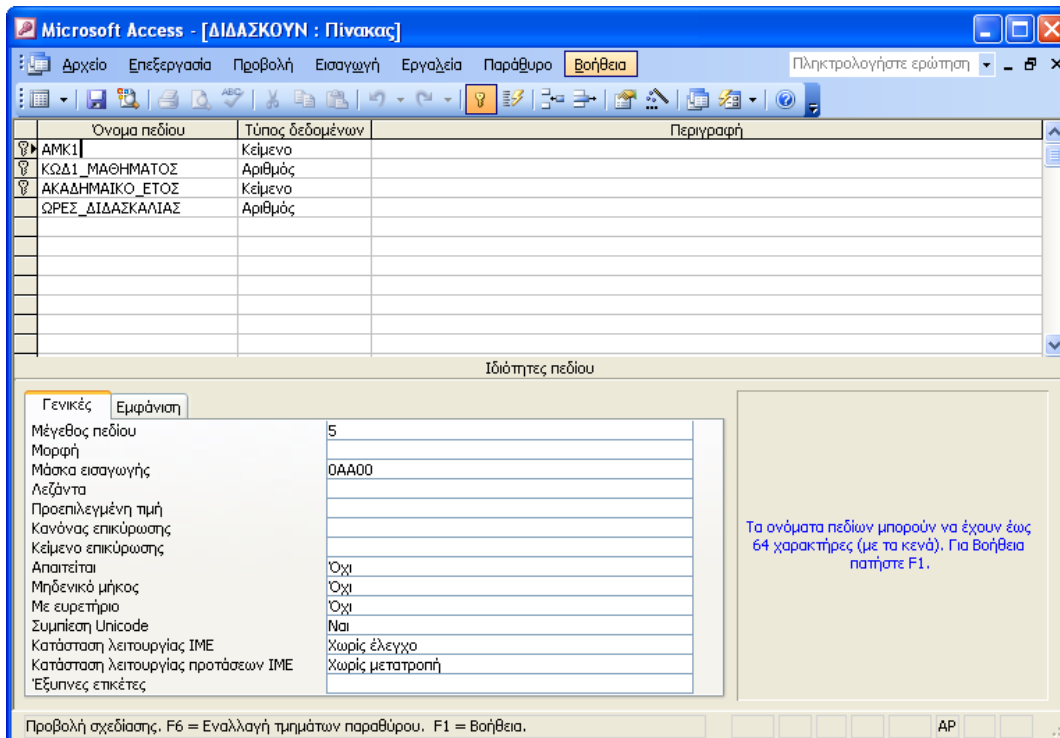 Microsoft Access - [ΔΙΔΑΣΚΟΥΝ : Πίνακας]
Αρχείο Επεξεργασία Προβολή Εισαγωγή Εργαλεία Παράθυρο Βοήθεια Πληκτρολογήστε ερώτηση
Όνομα πεδίου Τύπος δεδομένων Περιγραφή
ΑΜΚ1 Κείμενο
ΚΩΔ1_ΜΑΘΗΜΑΤΟΣ Αριθμός
ΑΚΑΔΗΜΑΙΚΟ_ΕΤΟΣ Κείμενο
ΩΡΕΣ_ΔΙΔΑΣΚΑΛΙΑΣ Αριθμός
Ιδιότητες πεδίου
Γενικές Εμφάνιση
Μέγεθος πεδίου 5
Μορφή
Μάσκα εισαγωγής 0AA00
Λεζάντα
Προεπιλεγμένη τιμή
Κανόνας επικύρωσης
Κείμενο επικύρωσης
Απαιτείται Όχι
Μηδενικό μήκος Όχι
Με ευρετήριο Όχι
Συμπίεση Unicode Ναι
Κατάσταση λειτουργίας IME Χωρίς έλεγχο
Κατάσταση λειτουργίας προτάσεων IME Χωρίς μετατροπή
Έξυπνες ετικέτες
Τα ονόματα πεδίων μπορούν να έχουν έως
64 χαρακτήρες (με τα κενά). Για Βοήθεια
πατήστε F1.
Προβολή σχεδίασης. F6 = Εναλλαγή τμημάτων παραθύρου. F1 = Βοήθεια. ΑΡ